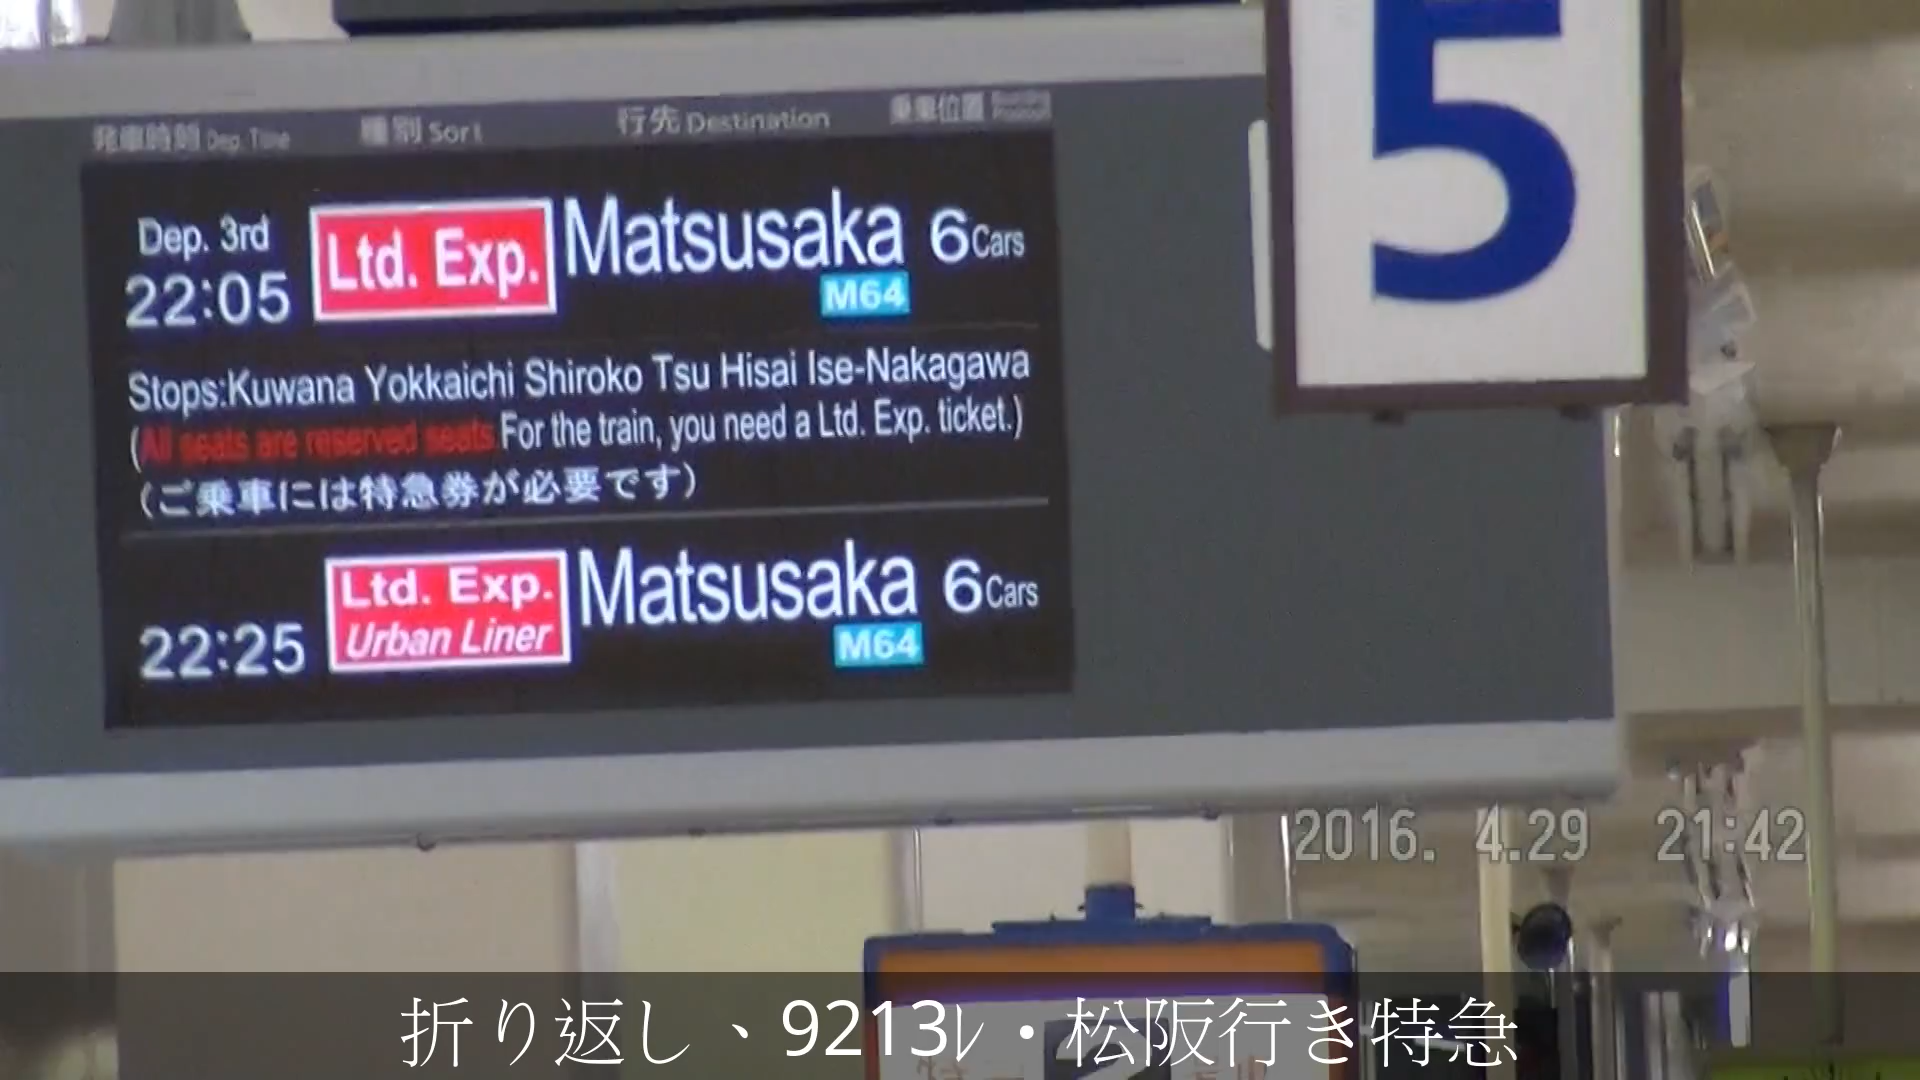 発車時刻 Dep. Time 種別 Sort 行先 Destination 乗車位置
5
Dep. 3rd
22:05 Ltd. Exp. Matsusaka 6 Cars
M64
Stops:Kuwana Yokkaichi Shiroko Tsu Hisai Ise-Nakagawa
(All seats are reserved seats.For the train, you need a Ltd. Exp. ticket.)
(ご乗車には特急券が必要です)
22:25 Ltd. Exp. Urban Liner Matsusaka 6 Cars
M64
2016. 4.29 21:42
折り返し、9213ﾚ・松阪行き特急